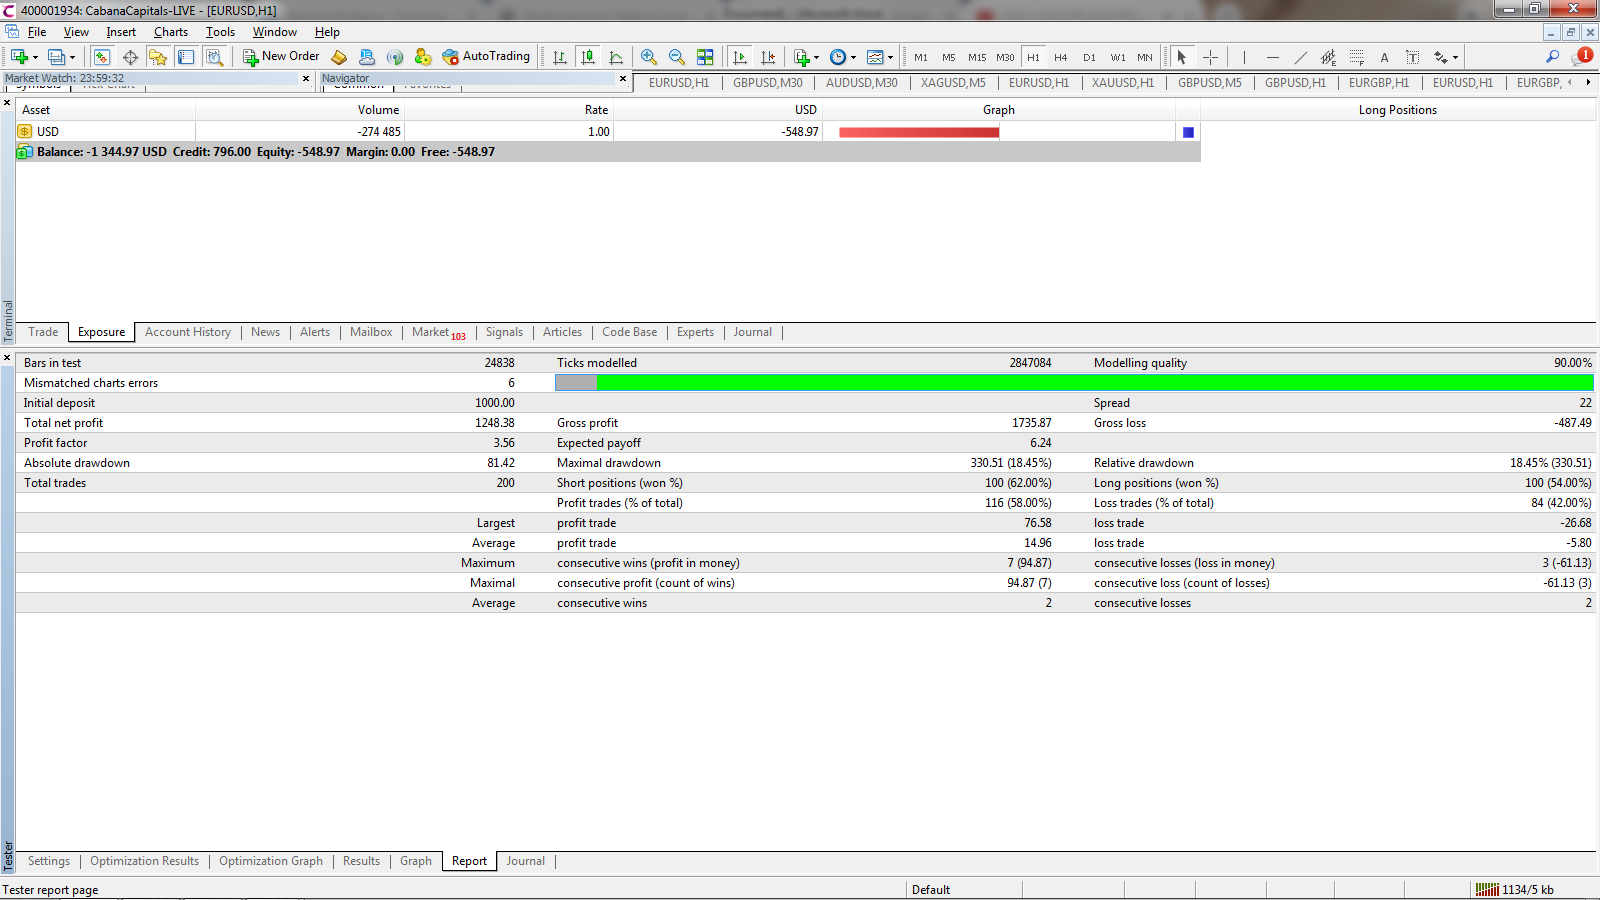 400001934: CabanaCapitals-LIVE - [EURUSD,H1]
File View Insert Charts Tools Window Help
New Order AutoTrading M1 M5 M15 M30 H1 H4 D1 W1 MN A T 1
Market Watch: 23:59:32 Navigator
Symbols Tick Chart Common Favorites EURUSD,H1 GBPUSD,M30 AUDUSD,M30 XAGUSD,M5 EURUSD,H1 XAUUSD,H1 GBPUSD,M5 GBPUSD,H1 EURGBP,H1 EURUSD,H1 EURGBP,
Asset Volume Rate USD Graph Long Positions
USD -274 485 1.00 -548.97
Balance: -1 344.97 USD Credit: 796.00 Equity: -548.97 Margin: 0.00 Free: -548.97
Terminal
Trade Exposure Account History News Alerts Mailbox Market 103 Signals Articles Code Base Experts Journal
Bars in test 24838 Ticks modelled 2847084 Modelling quality 90.00%
Mismatched charts errors 6
Initial deposit 1000.00 Spread 22
Total net profit 1248.38 Gross profit 1735.87 Gross loss -487.49
Profit factor 3.56 Expected payoff 6.24
Absolute drawdown 81.42 Maximal drawdown 330.51 (18.45%) Relative drawdown 18.45% (330.51)
Total trades 200 Short positions (won %) 100 (62.00%) Long positions (won %) 100 (54.00%)
Profit trades (% of total) 116 (58.00%) Loss trades (% of total) 84 (42.00%)
Largest profit trade 76.58 loss trade -26.68
Average profit trade 14.96 loss trade -5.80
Maximum consecutive wins (profit in money) 7 (94.87) consecutive losses (loss in money) 3 (-61.13)
Maximal consecutive profit (count of wins) 94.87 (7) consecutive loss (count of losses) -61.13 (3)
Average consecutive wins 2 consecutive losses 2
Tester
Settings Optimization Results Optimization Graph Results Graph Report Journal
Tester report page Default 1134/5 kb